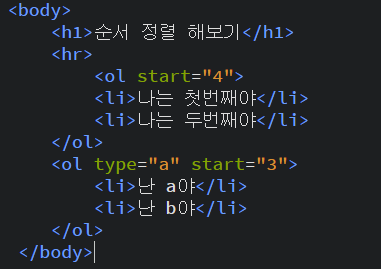 <body>
<h1>순서 정렬 해보기</h1>
<hr>
<ol start="4">
<li>나는 첫번째야</li>
<li>나는 두번째야</li>
</ol>
<ol type="a" start="3">
<li>난 a야</li>
<li>난 b야</li>
</ol>
</body>